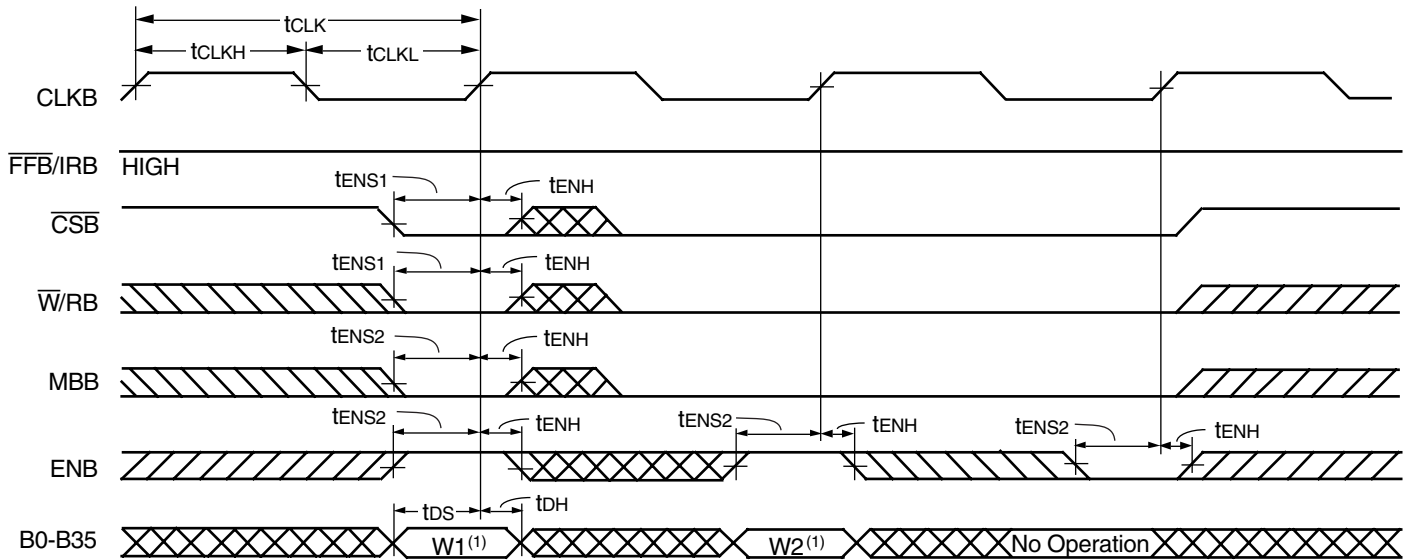 tCLK
tCLKH tCLKL
CLKB
FFB/IRB HIGH
tENS1 tENH
CSB
tENS1 tENH
W/RB
tENS2 tENH
MBB
tENS2 tENH tENS2 tENH tENS2 tENH
ENB
tDS tDH
B0-B35 W1(1) W2(1) No Operation